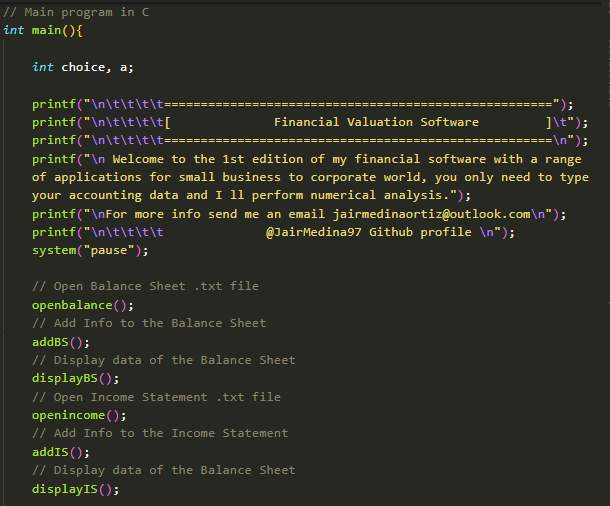 // Main program in C
int main(){
int choice, a;
printf("\n\t\t\t\t=====================================================");
printf("\n\t\t\t\t[              Financial Valuation Software         ]\t");
printf("\n\t\t\t\t=====================================================\n");
printf("\n Welcome to the 1st edition of my financial software with a range
of applications for small business to corporate world, you only need to type
your accounting data and I ll perform numerical analysis.");
printf("\nFor more info send me an email jairmedinaortiz@outlook.com\n");
printf("\n\t\t\t\t              @JairMedina97 Github profile \n");
system("pause");
// Open Balance Sheet .txt file
openbalance();
// Add Info to the Balance Sheet
addBS();
// Display data of the Balance Sheet
displayBS();
// Open Income Statement .txt file
openincome();
// Add Info to the Income Statement
addIS();
// Display data of the Balance Sheet
displayIS();